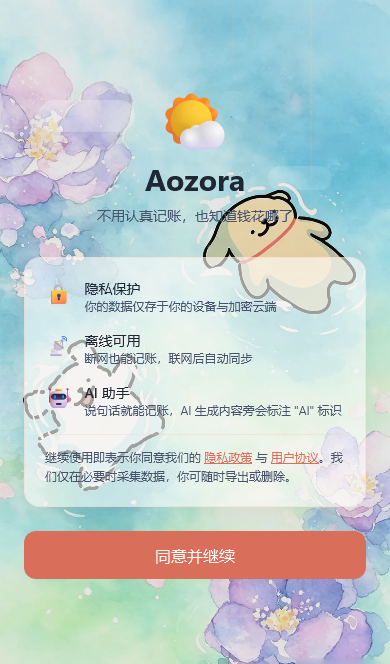 Aozora
不用认真记账，也知道钱花哪了
隐私保护
你的数据仅存于你的设备与加密云端
离线可用
断网也能记账，联网后自动同步
AI 助手
说句话就能记账，AI 生成内容旁会标注 "AI" 标识
继续使用即表示你同意我们的 隐私政策 与 用户协议。我
们仅在必要时采集数据，你可随时导出或删除。
同意并继续